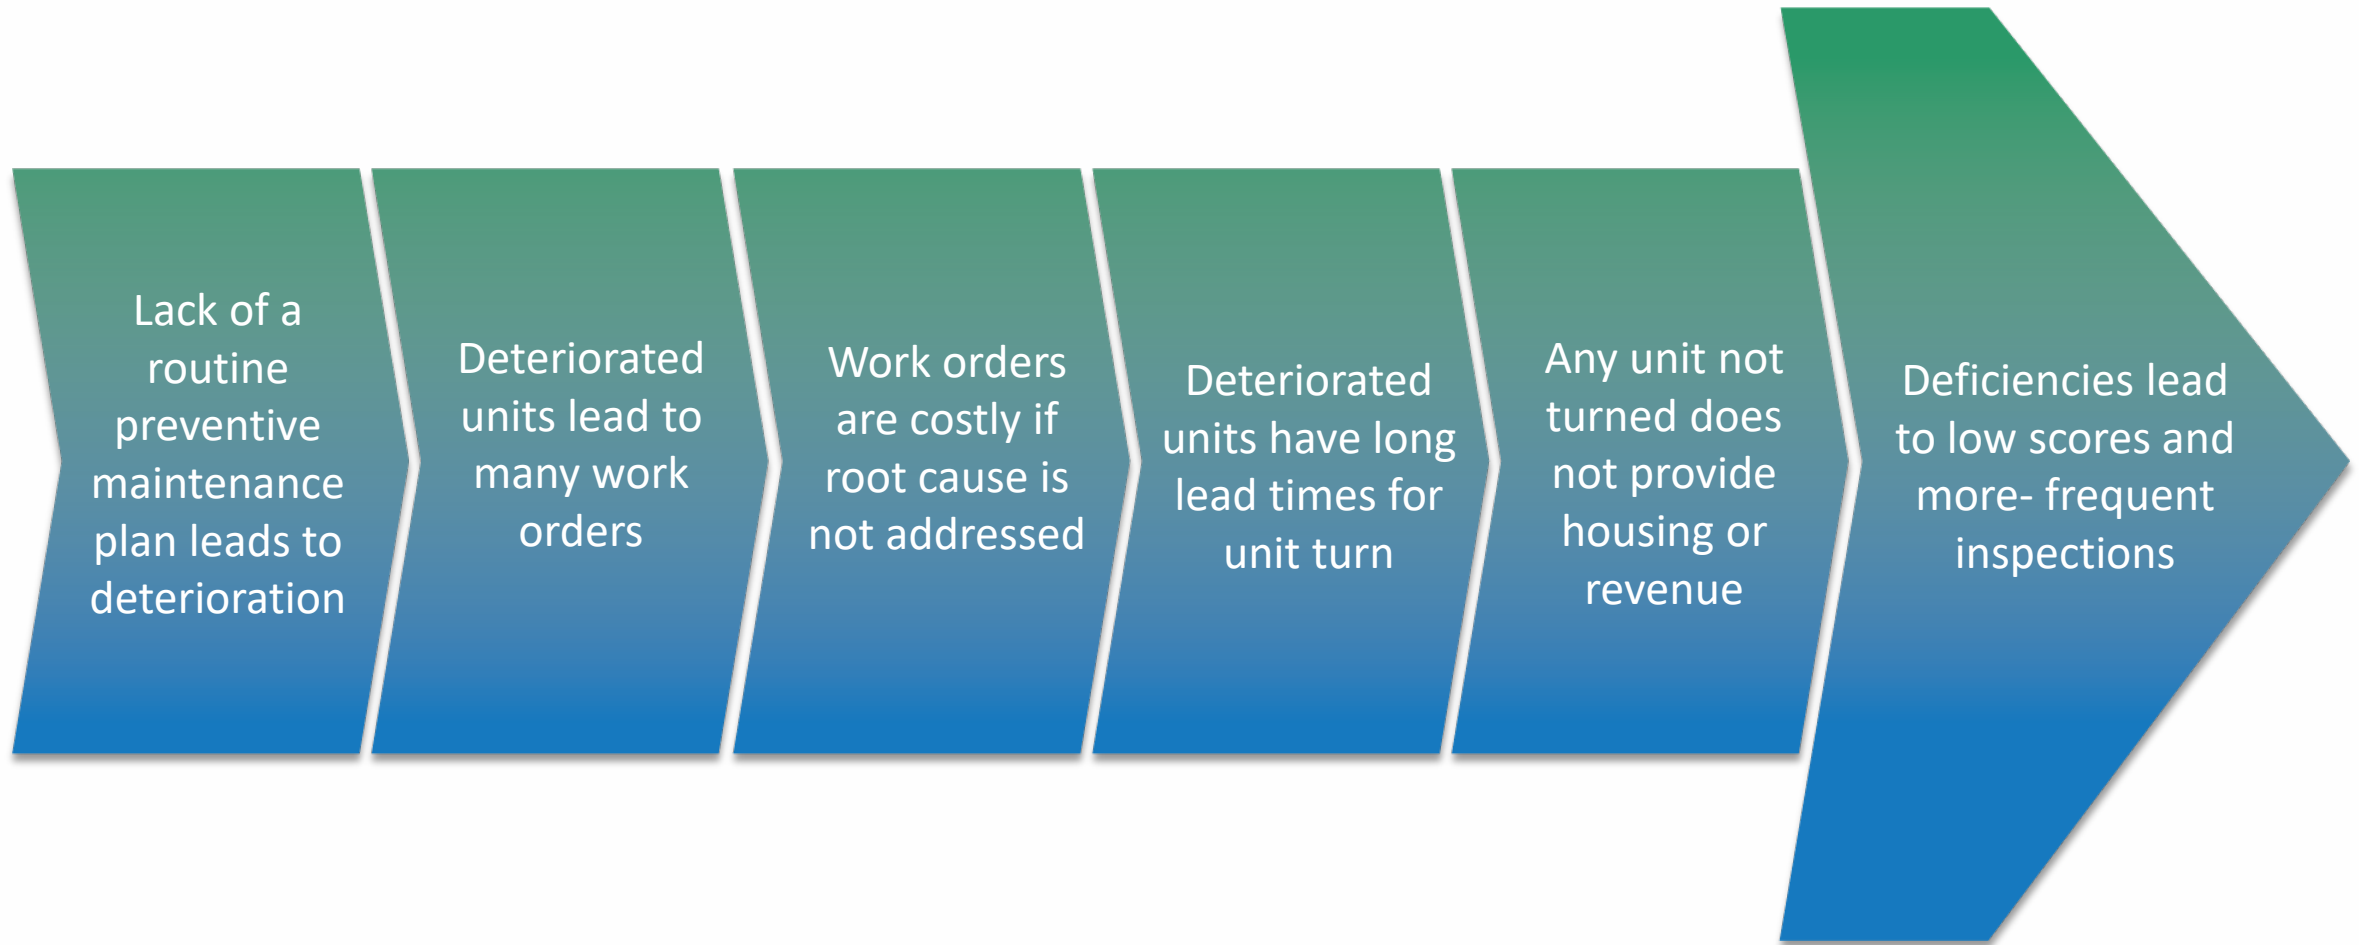 Lack of a
routine
preventive
maintenance
plan leads to
deterioration
Deteriorated
units lead to
many work
orders
Work orders
are costly if
root cause is
not addressed
Deteriorated
units have long
lead times for
unit turn
Any unit not
turned does
not provide
housing or
revenue
Deficiencies lead
to low scores and
more- frequent
inspections